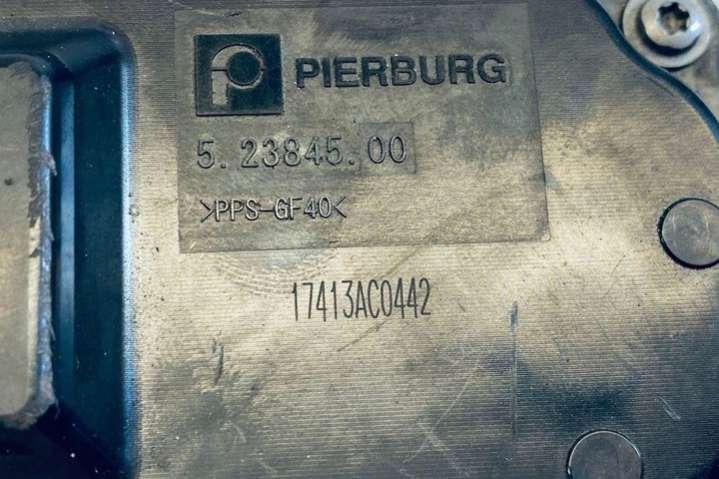 PIERBURG
5.23845.00
>PPS-GF40<
17413AC0442